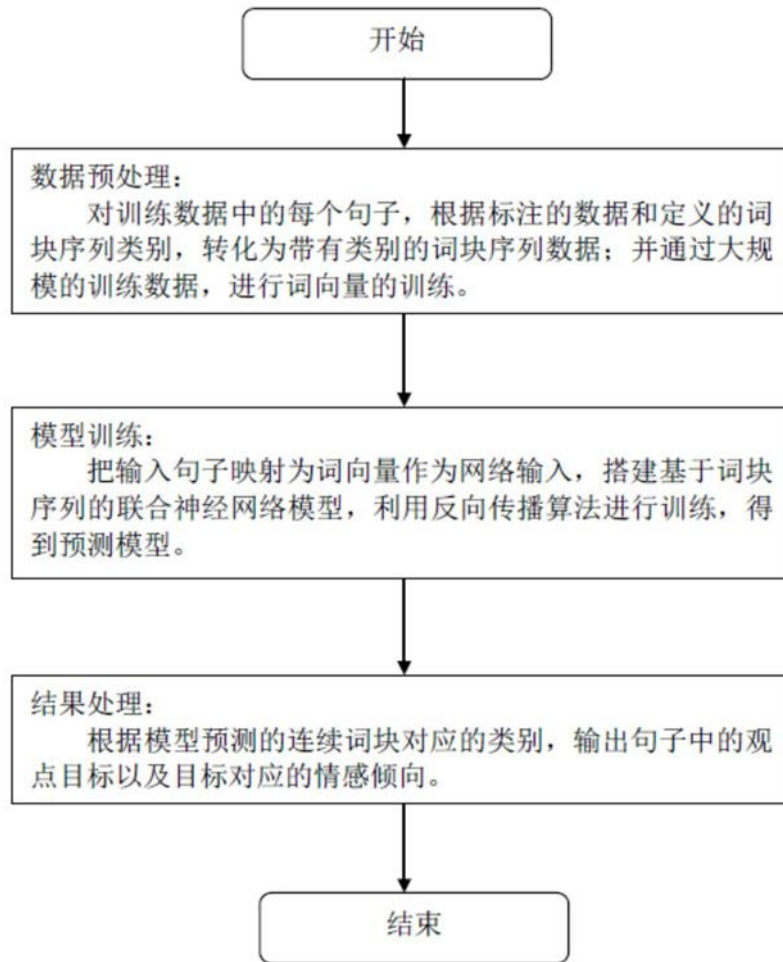 开始
数据预处理：
对训练数据中的每个句子，根据标注的数据和定义的词
块序列类别，转化为带有类别的词块序列数据；并通过大规
模的训练数据，进行词向量的训练。
模型训练：
把输入句子映射为词向量作为网络输入，搭建基于词块
序列的联合神经网络模型，利用反向传播算法进行训练，得
到预测模型。
结果处理：
根据模型预测的连续词块对应的类别，输出句子中的观
点目标以及目标对应的情感倾向。
结束